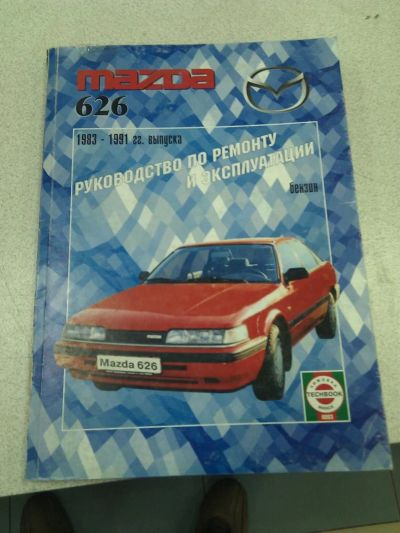 mazda
626
1983 - 1991 гг. выпуска
РУКОВОДСТВО ПО РЕМОНТУ
И ЭКСПЛУАТАЦИИ
бензин
Mazda 626
TECHBOOK